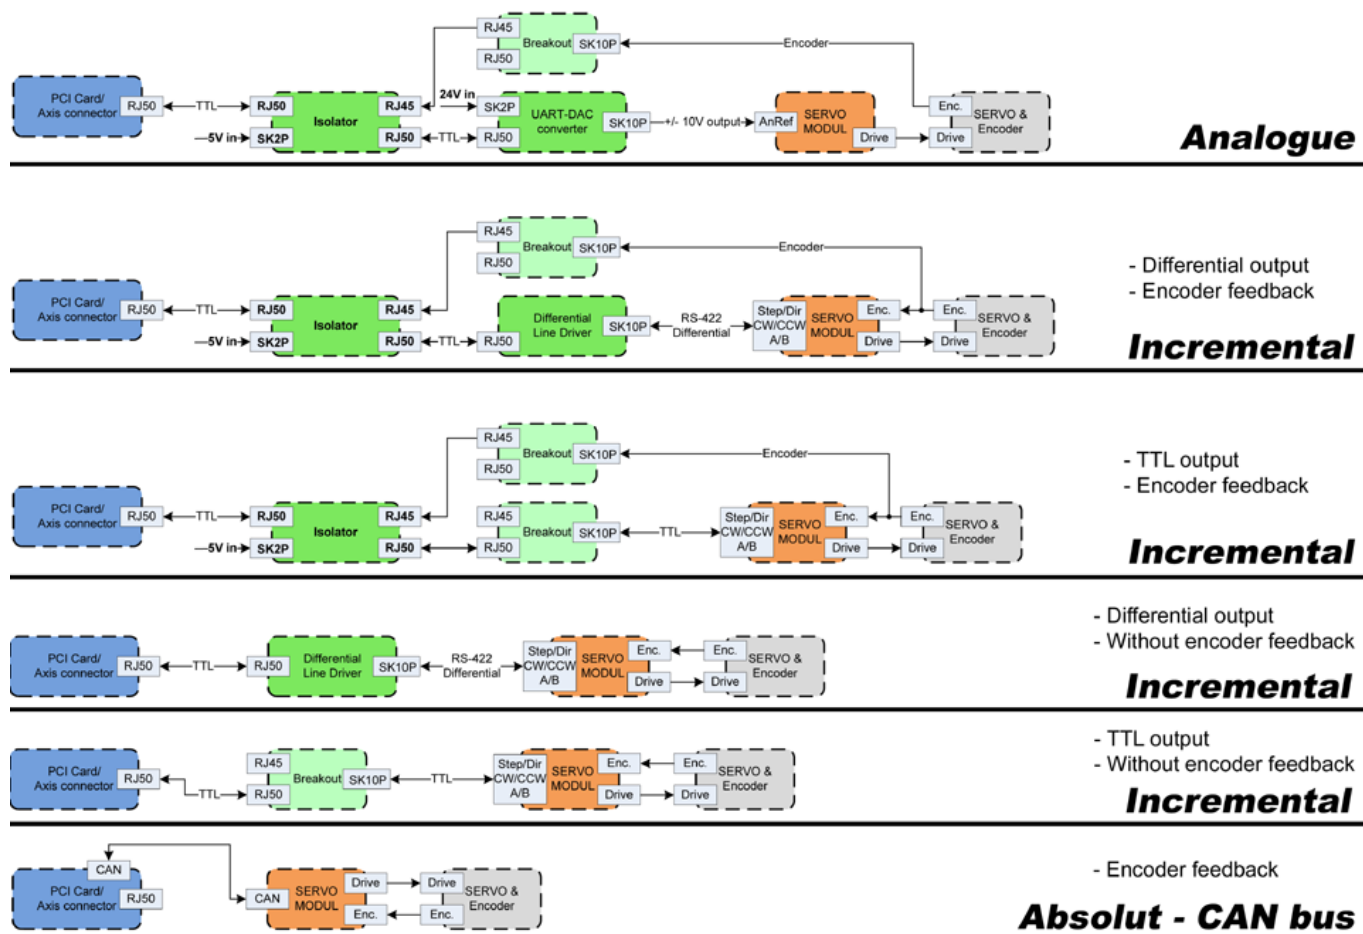 RJ45
Breakout
SK10P
Encoder
RJ50
PCI Card/
Axis connector
RJ50
TTL
RJ50
Isolator
RJ45
5V in
SK2P
RJ50
TTL
24V in
SK2P
UART-DAC
converter
RJ50
SK10P
+/- 10V output
AnRef
SERVO
MODUL
Drive
Enc.
SERVO &
Encoder
Drive
Analogue
RJ45
Breakout
SK10P
Encoder
RJ50
PCI Card/
Axis connector
RJ50
TTL
RJ50
Isolator
RJ45
5V in
SK2P
RJ50
TTL
RJ50
Differential
Line Driver
SK10P
RS-422
Differential
Step/Dir
CW/CCW
A/B
SERVO
MODUL
Enc.
Drive
Enc.
SERVO &
Encoder
Drive
- Differential output
- Encoder feedback
Incremental
RJ45
Breakout
SK10P
Encoder
RJ50
PCI Card/
Axis connector
RJ50
TTL
RJ50
Isolator
RJ45
5V in
SK2P
RJ50
RJ45
Breakout
RJ50
SK10P
TTL
Step/Dir
CW/CCW
A/B
SERVO
MODUL
Enc.
Drive
Enc.
SERVO &
Encoder
Drive
- TTL output
- Encoder feedback
Incremental
PCI Card/
Axis connector
RJ50
TTL
RJ50
Differential
Line Driver
SK10P
RS-422
Differential
Step/Dir
CW/CCW
A/B
SERVO
MODUL
Enc.
Drive
Enc.
SERVO &
Encoder
Drive
- Differential output
- Without encoder feedback
Incremental
PCI Card/
Axis connector
RJ50
TTL
RJ45
Breakout
RJ50
SK10P
TTL
Step/Dir
CW/CCW
A/B
SERVO
MODUL
Enc.
Drive
Enc.
SERVO &
Encoder
Drive
- TTL output
- Without encoder feedback
Incremental
CAN
PCI Card/
Axis connector
RJ50
CAN
SERVO
MODUL
Drive
Enc.
Drive
SERVO &
Encoder
Enc.
- Encoder feedback
Absolut - CAN bus